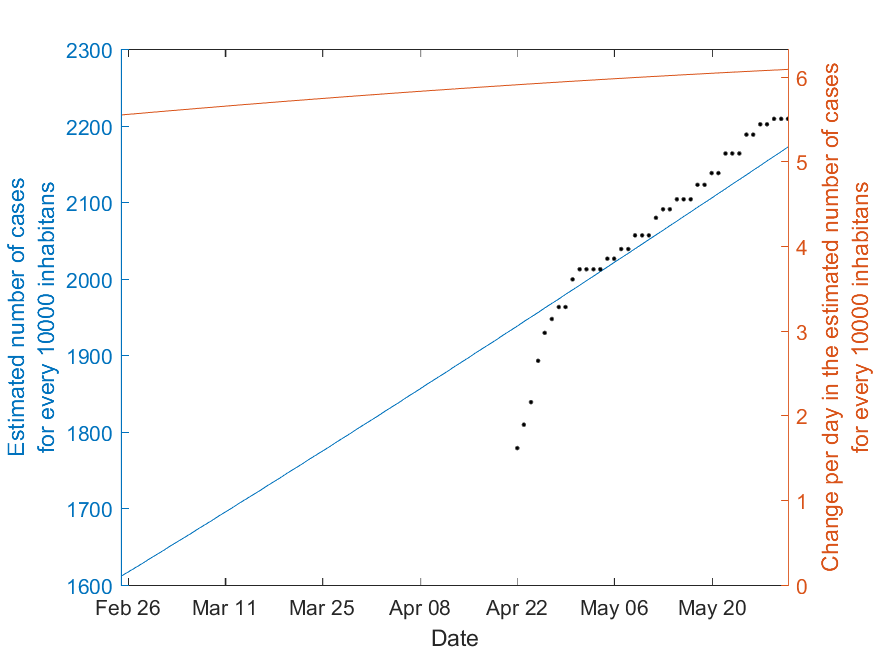 2300
2200
2100
2000
1900
1800
1700
1600
Estimated number of cases
for every 10000 inhabitans
6
5
4
3
2
1
0
Change per day in the estimated number of cases
for every 10000 inhabitans
Feb 26
Mar 11
Mar 25
Apr 08
Apr 22
May 06
May 20
Date